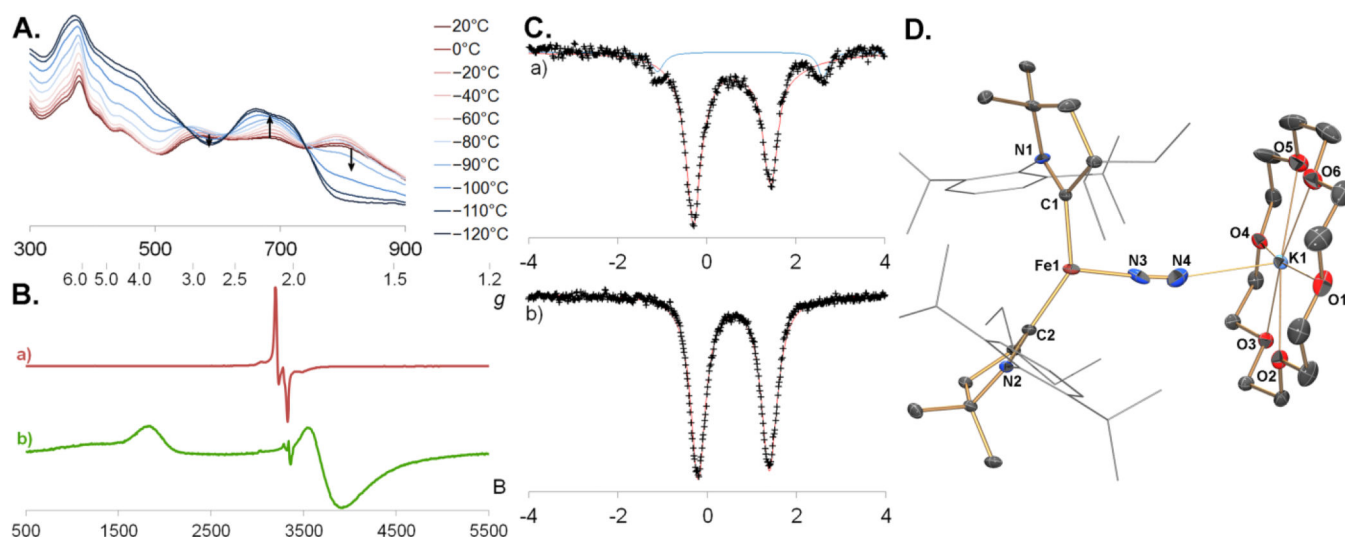 A.
20°C
0°C
−20°C
−40°C
−60°C
−80°C
−90°C
−100°C
−110°C
−120°C
300 500 700 900
6.0 5.0 4.0 3.0 2.5 2.0 1.5 1.2
g
B.
a)
b)
B
500 1500 2500 3500 4500 5500
C.
a)
-4 -2 0 2 4
b)
-4 -2 0 2 4
D.
N1
C1
Fe1
N3
N4
C2
N2
O5
O6
O4
K1
O1
O3
O2